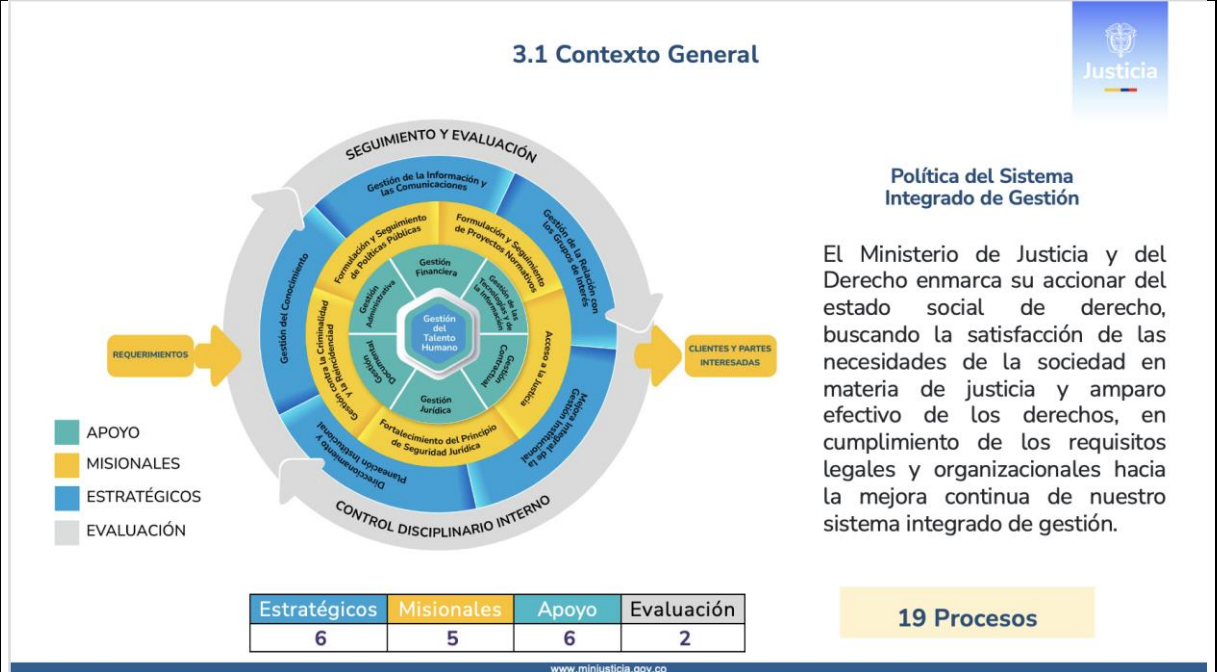 3.1 Contexto General
Justicia
SEGUIMIENTO Y EVALUACIÓN
Gestión de la Información y
las Comunicaciones
Gestión de la Relación con
los Grupos de Interés
Mejora Integral de la
Gestión Institucional
Direccionamiento y
Planeación Institucional
Gestión del Conocimiento
Formulación y Seguimiento
de Políticas Públicas
Formulación y Seguimiento
de Proyectos Normativos
Acceso a la Justicia
Fortalecimiento del Principio
de Seguridad Jurídica
Gestión contra la Criminalidad
y la Reincidenciad
Gestión
Financiera
Gestión de las
Tecnologías y de
la Información
Gestión
Contractual
Gestión
Jurídica
Gestión
Documental
Gestión
Administrativa
Gestión
del
Talento
Humano
CONTROL DISCIPLINARIO INTERNO
REQUERIMIENTOS
CLIENTES Y PARTES
INTERESADAS
APOYO
MISIONALES
ESTRATÉGICOS
EVALUACIÓN
Política del Sistema
Integrado de Gestión
El Ministerio de Justicia y del
Derecho enmarca su accionar del
estado social de derecho,
buscando la satisfacción de las
necesidades de la sociedad en
materia de justicia y amparo
efectivo de los derechos, en
cumplimiento de los requisitos
legales y organizacionales hacia
la mejora continua de nuestro
sistema integrado de gestión.
Estratégicos Misionales Apoyo Evaluación
6 5 6 2
19 Procesos
www.minjusticia.gov.co